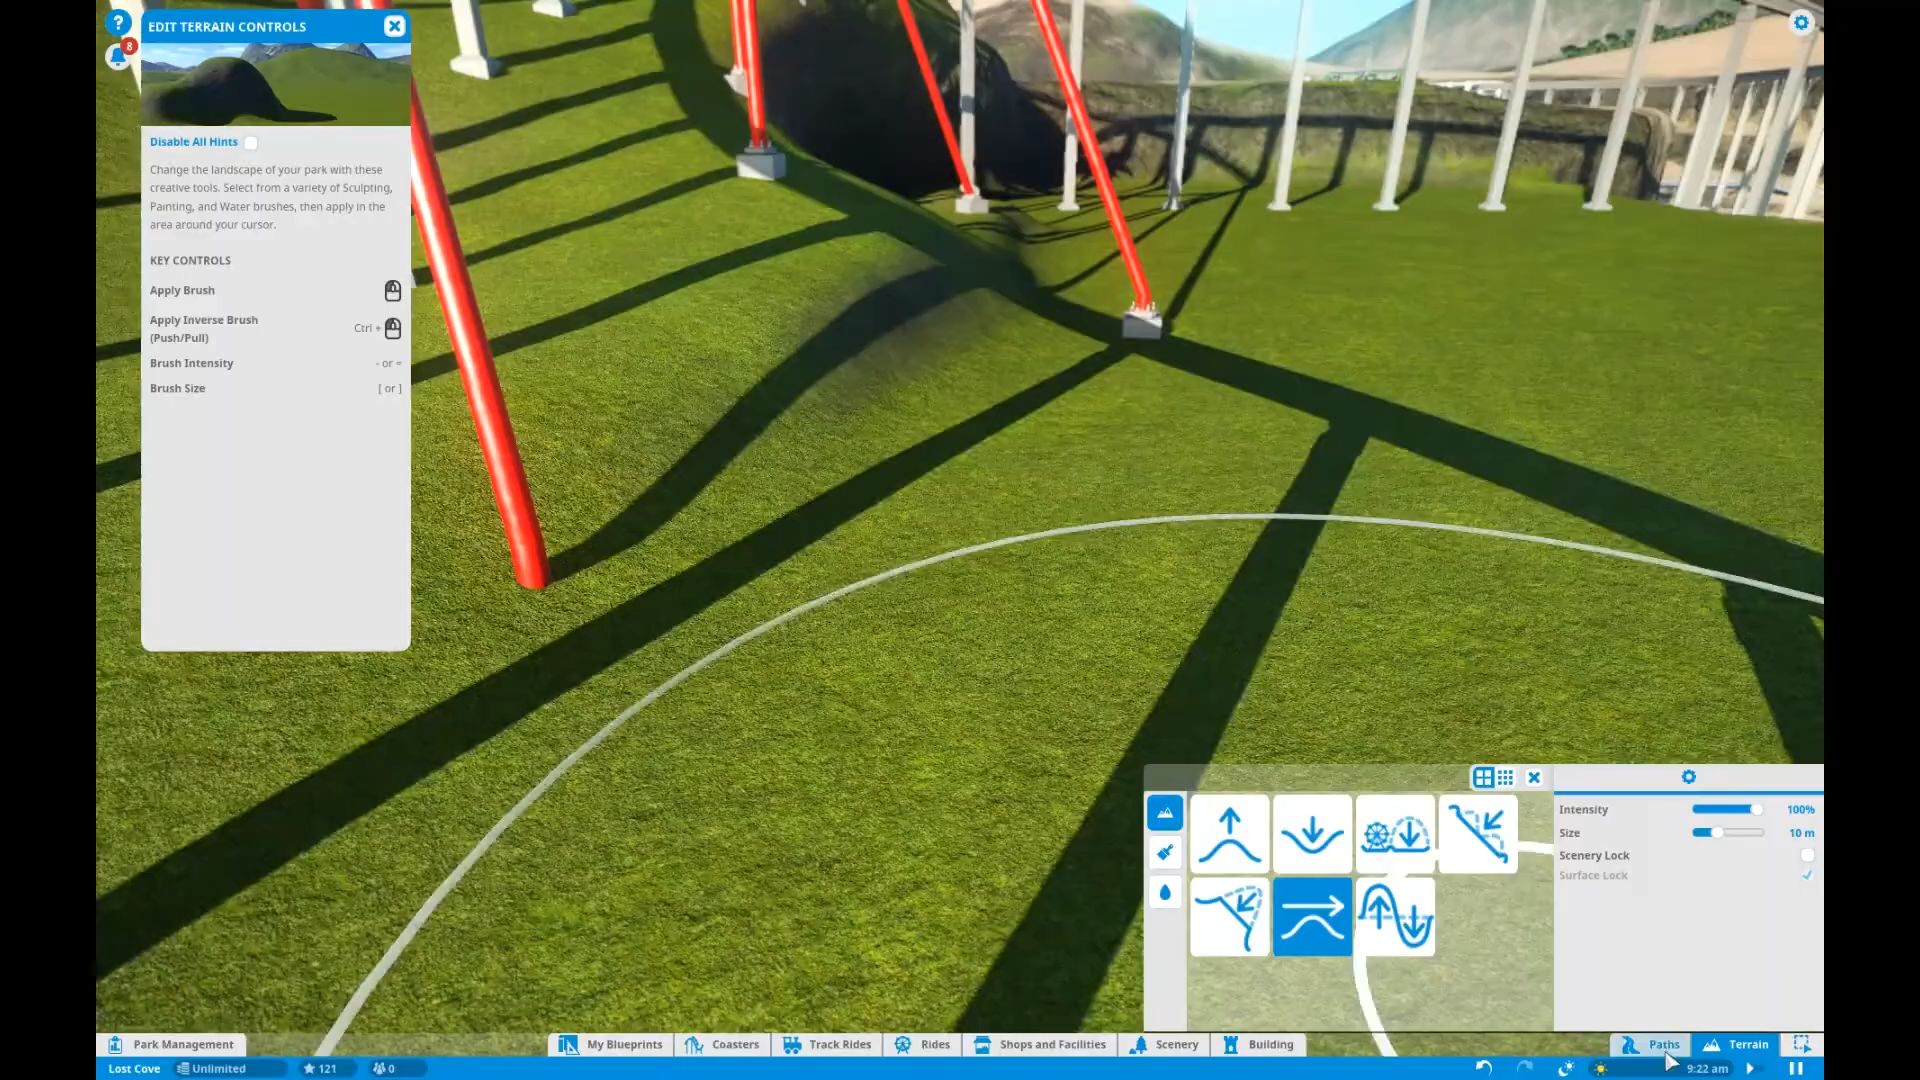 ?
8
EDIT TERRAIN CONTROLS
Disable All Hints
Change the landscape of your park with these
creative tools. Select from a variety of Sculpting,
Painting, and Water brushes, then apply in the
area around your cursor.
KEY CONTROLS
Apply Brush
Apply Inverse Brush
(Push/Pull)
Ctrl +
Brush Intensity - or =
Brush Size [ or ]
Intensity 100%
Size 10 m
Scenery Lock
Surface Lock
Park Management
My Blueprints
Coasters
Track Rides
Rides
Shops and Facilities
Scenery
Building
Paths
Terrain
Lost Cove
Unlimited
121
0
9:22 am